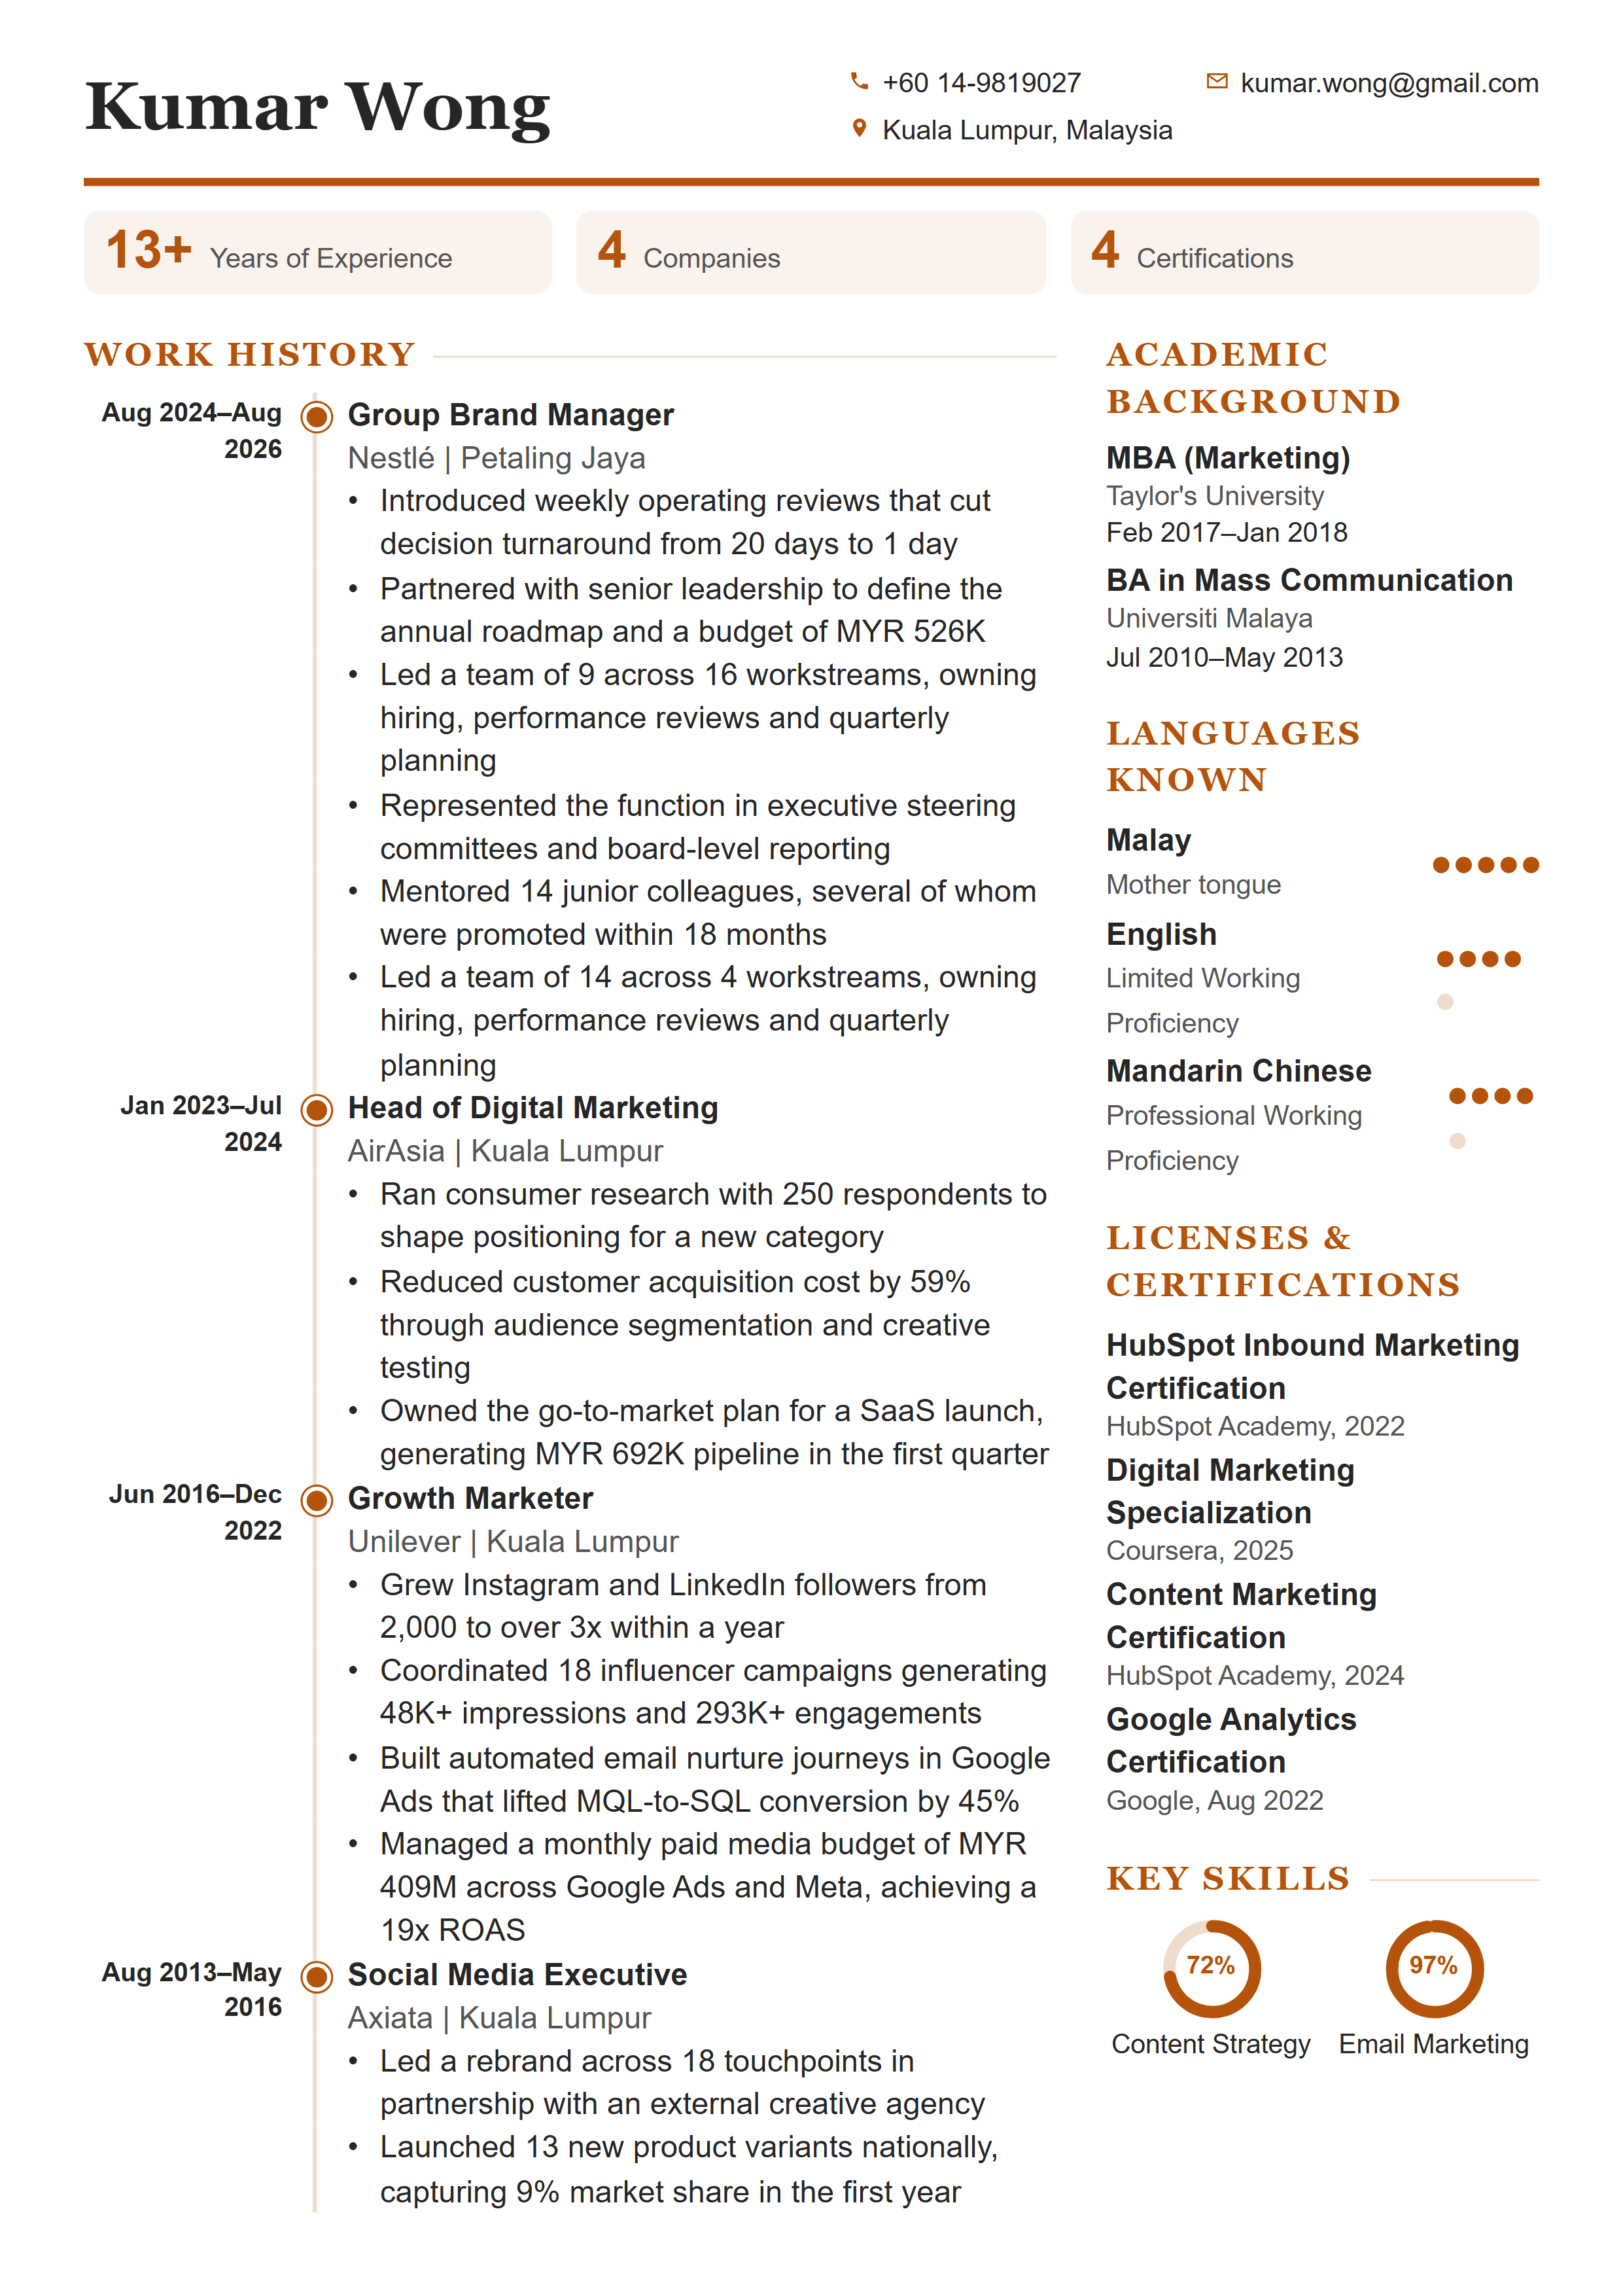 Kumar Wong
+60 14-9819027
kumar.wong@gmail.com
Kuala Lumpur, Malaysia
13+ Years of Experience
4 Companies
4 Certifications
WORK HISTORY
Aug 2024–Aug
2026
Group Brand Manager
Nestlé | Petaling Jaya
• Introduced weekly operating reviews that cut
decision turnaround from 20 days to 1 day
• Partnered with senior leadership to define the
annual roadmap and a budget of MYR 526K
• Led a team of 9 across 16 workstreams, owning
hiring, performance reviews and quarterly
planning
• Represented the function in executive steering
committees and board-level reporting
• Mentored 14 junior colleagues, several of whom
were promoted within 18 months
• Led a team of 14 across 4 workstreams, owning
hiring, performance reviews and quarterly
planning
Jan 2023–Jul
2024
Head of Digital Marketing
AirAsia | Kuala Lumpur
• Ran consumer research with 250 respondents to
shape positioning for a new category
• Reduced customer acquisition cost by 59%
through audience segmentation and creative
testing
• Owned the go-to-market plan for a SaaS launch,
generating MYR 692K pipeline in the first quarter
Jun 2016–Dec
2022
Growth Marketer
Unilever | Kuala Lumpur
• Grew Instagram and LinkedIn followers from
2,000 to over 3x within a year
• Coordinated 18 influencer campaigns generating
48K+ impressions and 293K+ engagements
• Built automated email nurture journeys in Google
Ads that lifted MQL-to-SQL conversion by 45%
• Managed a monthly paid media budget of MYR
409M across Google Ads and Meta, achieving a
19x ROAS
Aug 2013–May
2016
Social Media Executive
Axiata | Kuala Lumpur
• Led a rebrand across 18 touchpoints in
partnership with an external creative agency
• Launched 13 new product variants nationally,
capturing 9% market share in the first year
ACADEMIC
BACKGROUND
MBA (Marketing)
Taylor's University
Feb 2017–Jan 2018
BA in Mass Communication
Universiti Malaya
Jul 2010–May 2013
LANGUAGES
KNOWN
Malay
Mother tongue
English
Limited Working
Proficiency
Mandarin Chinese
Professional Working
Proficiency
LICENSES &
CERTIFICATIONS
HubSpot Inbound Marketing
Certification
HubSpot Academy, 2022
Digital Marketing
Specialization
Coursera, 2025
Content Marketing
Certification
HubSpot Academy, 2024
Google Analytics
Certification
Google, Aug 2022
KEY SKILLS
72%
Content Strategy
97%
Email Marketing